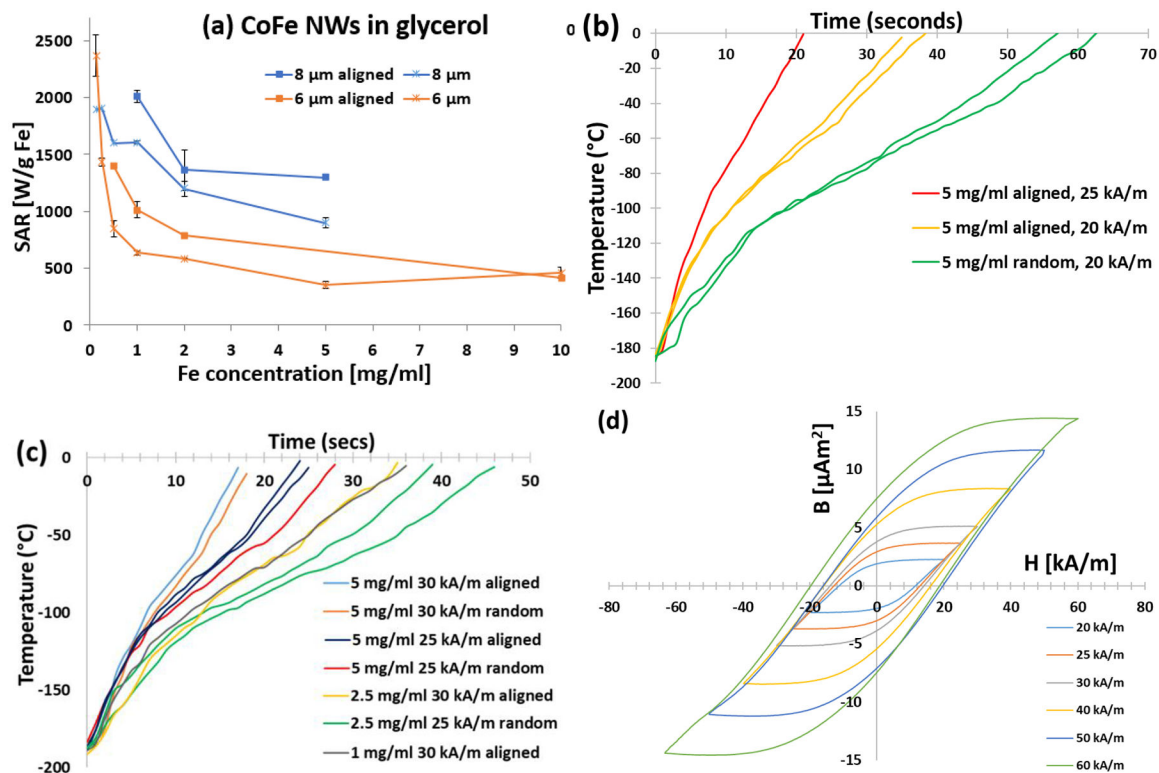 (a) CoFe NWs in glycerol
8 μm aligned 8 μm
6 μm aligned 6 μm
SAR [W/g Fe]
2500
2000
1500
1000
500
0
0 1 2 3 4 5 6 7 8 9 10
Fe concentration [mg/ml]
(b)
Time (seconds)
0
0 10 20 30 40 50 60 70
0
-20
-40
-60
-80
-100
-120
-140
-160
-180
-200
Temperature (°C)
5 mg/ml aligned, 25 kA/m
5 mg/ml aligned, 20 kA/m
5 mg/ml random, 20 kA/m
(c)
Time (secs)
0 10 20 30 40 50
0
-50
-100
-150
-200
Temperature (°C)
5 mg/ml 30 kA/m aligned
5 mg/ml 30 kA/m random
5 mg/ml 25 kA/m aligned
5 mg/ml 25 kA/m random
2.5 mg/ml 30 kA/m aligned
2.5 mg/ml 25 kA/m random
1 mg/ml 30 kA/m aligned
(d)
B [μAm²]
15
10
5
0
-5
-10
-15
H [kA/m]
-80 -60 -40 -20 0 20 40 60 80
20 kA/m
25 kA/m
30 kA/m
40 kA/m
50 kA/m
60 kA/m